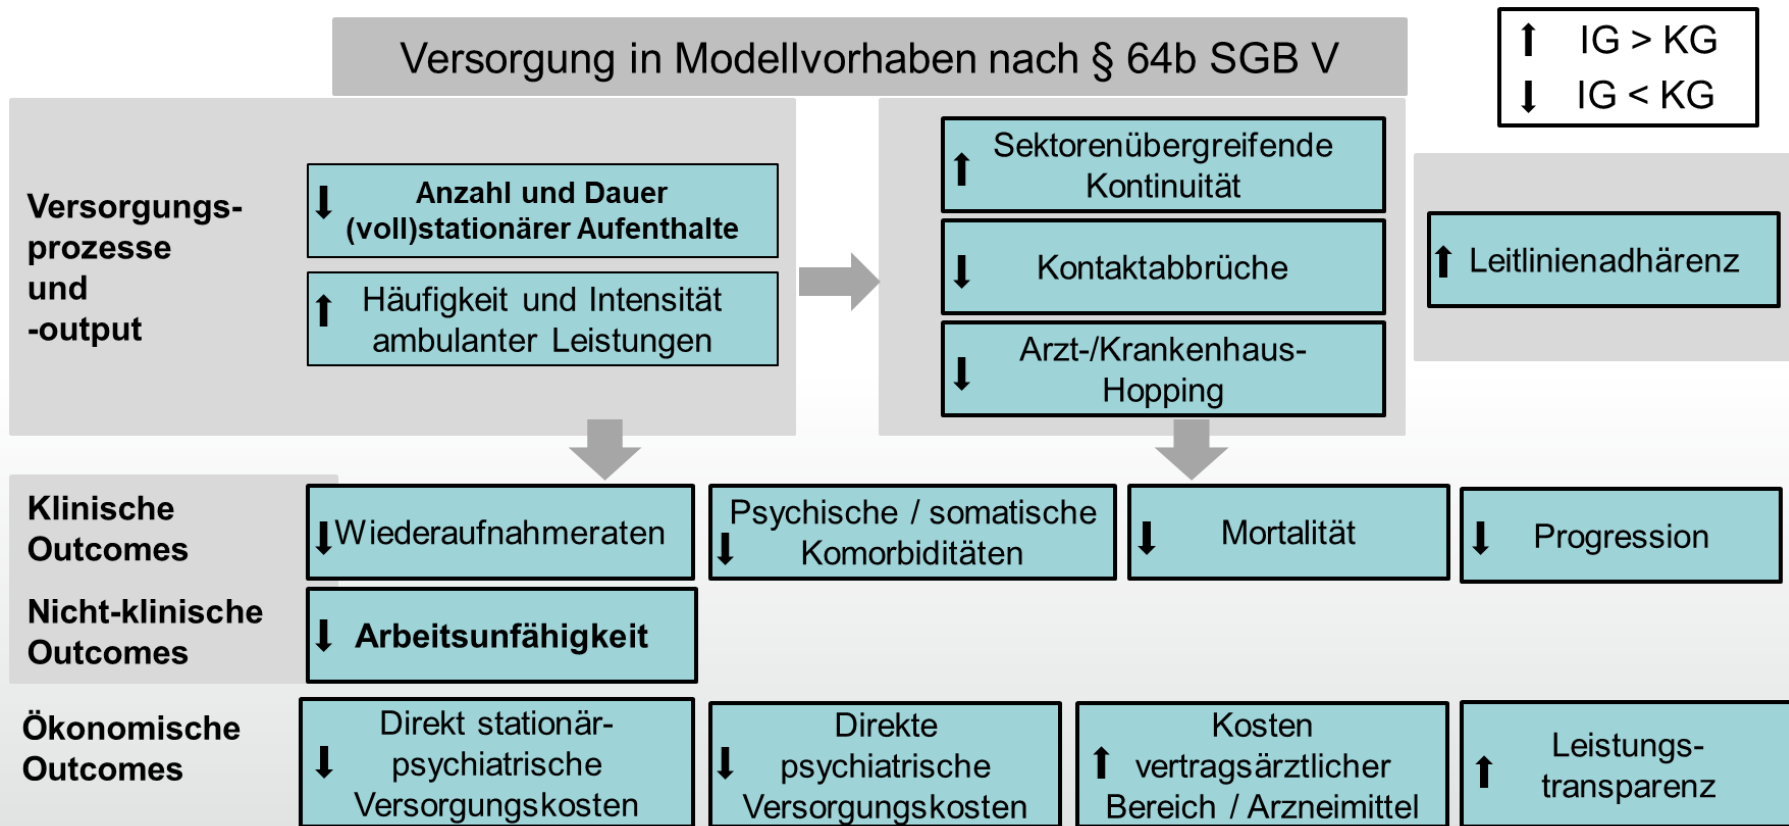 Versorgung in Modellvorhaben nach § 64b SGB V
↑ IG > KG
↓ IG < KG
Versorgungs-
prozesse
und
-output
↓ Anzahl und Dauer
(voll)stationärer Aufenthalte
↑ Häufigkeit und Intensität
ambulanter Leistungen
↑ Sektorenübergreifende
Kontinuität
↓ Kontaktabbrüche
↓ Arzt-/Krankenhaus-
Hopping
↑ Leitlinienadhärenz
Klinische
Outcomes
↓ Wiederaufnahmeraten
↓ Psychische / somatische
Komorbiditäten
↓ Mortalität
↓ Progression
Nicht-klinische
Outcomes
↓ Arbeitsunfähigkeit
Ökonomische
Outcomes
↓ Direkt stationär-
psychiatrische
Versorgungskosten
↓ Direkte
psychiatrische
Versorgungskosten
↑ Kosten
vertragsärztlicher
Bereich / Arzneimittel
↑ Leistungs-
transparenz